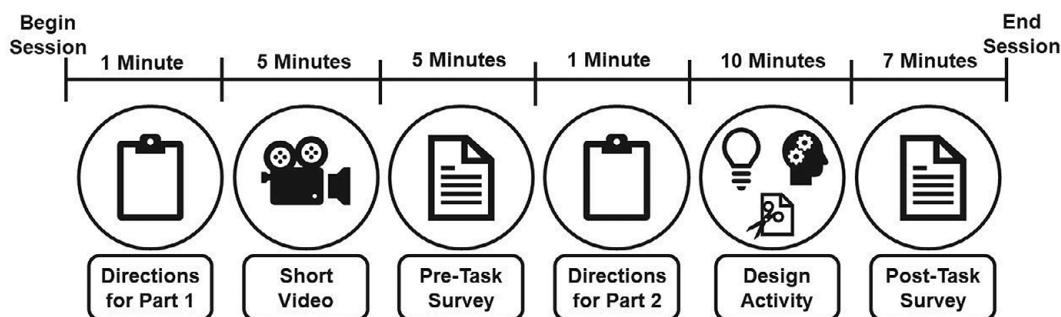 Begin
Session
End
Session
1 Minute
5 Minutes
5 Minutes
1 Minute
10 Minutes
7 Minutes
Directions
for Part 1
Short
Video
Pre-Task
Survey
Directions
for Part 2
Design
Activity
Post-Task
Survey